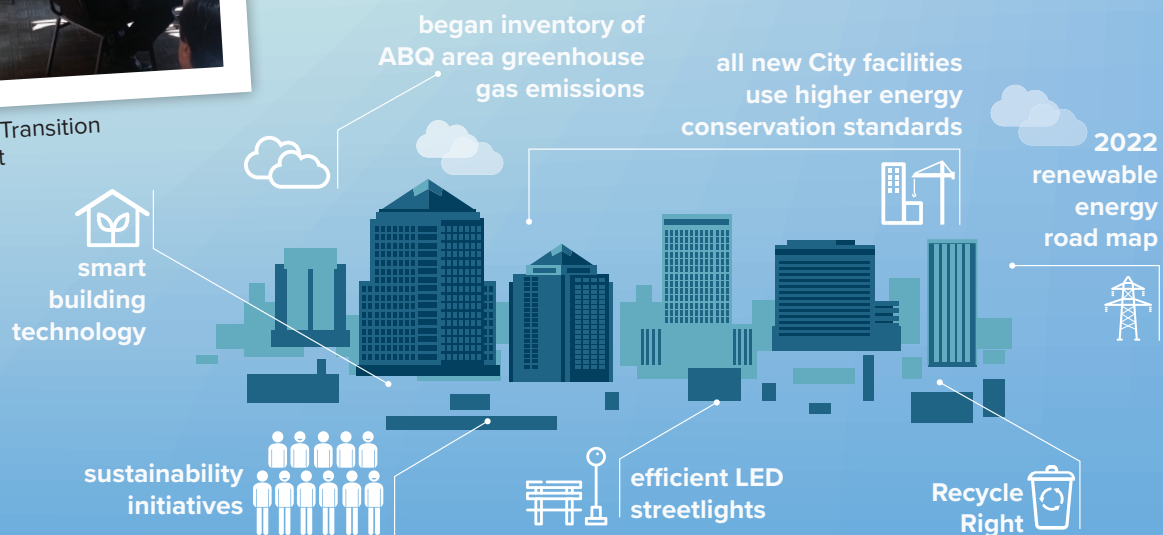 began inventory of
ABQ area greenhouse
gas emissions
all new City facilities
use higher energy
conservation standards
Transition
t
2022
renewable
energy
road map
smart
building
technology
sustainability
initiatives
efficient LED
streetlights
Recycle
Right